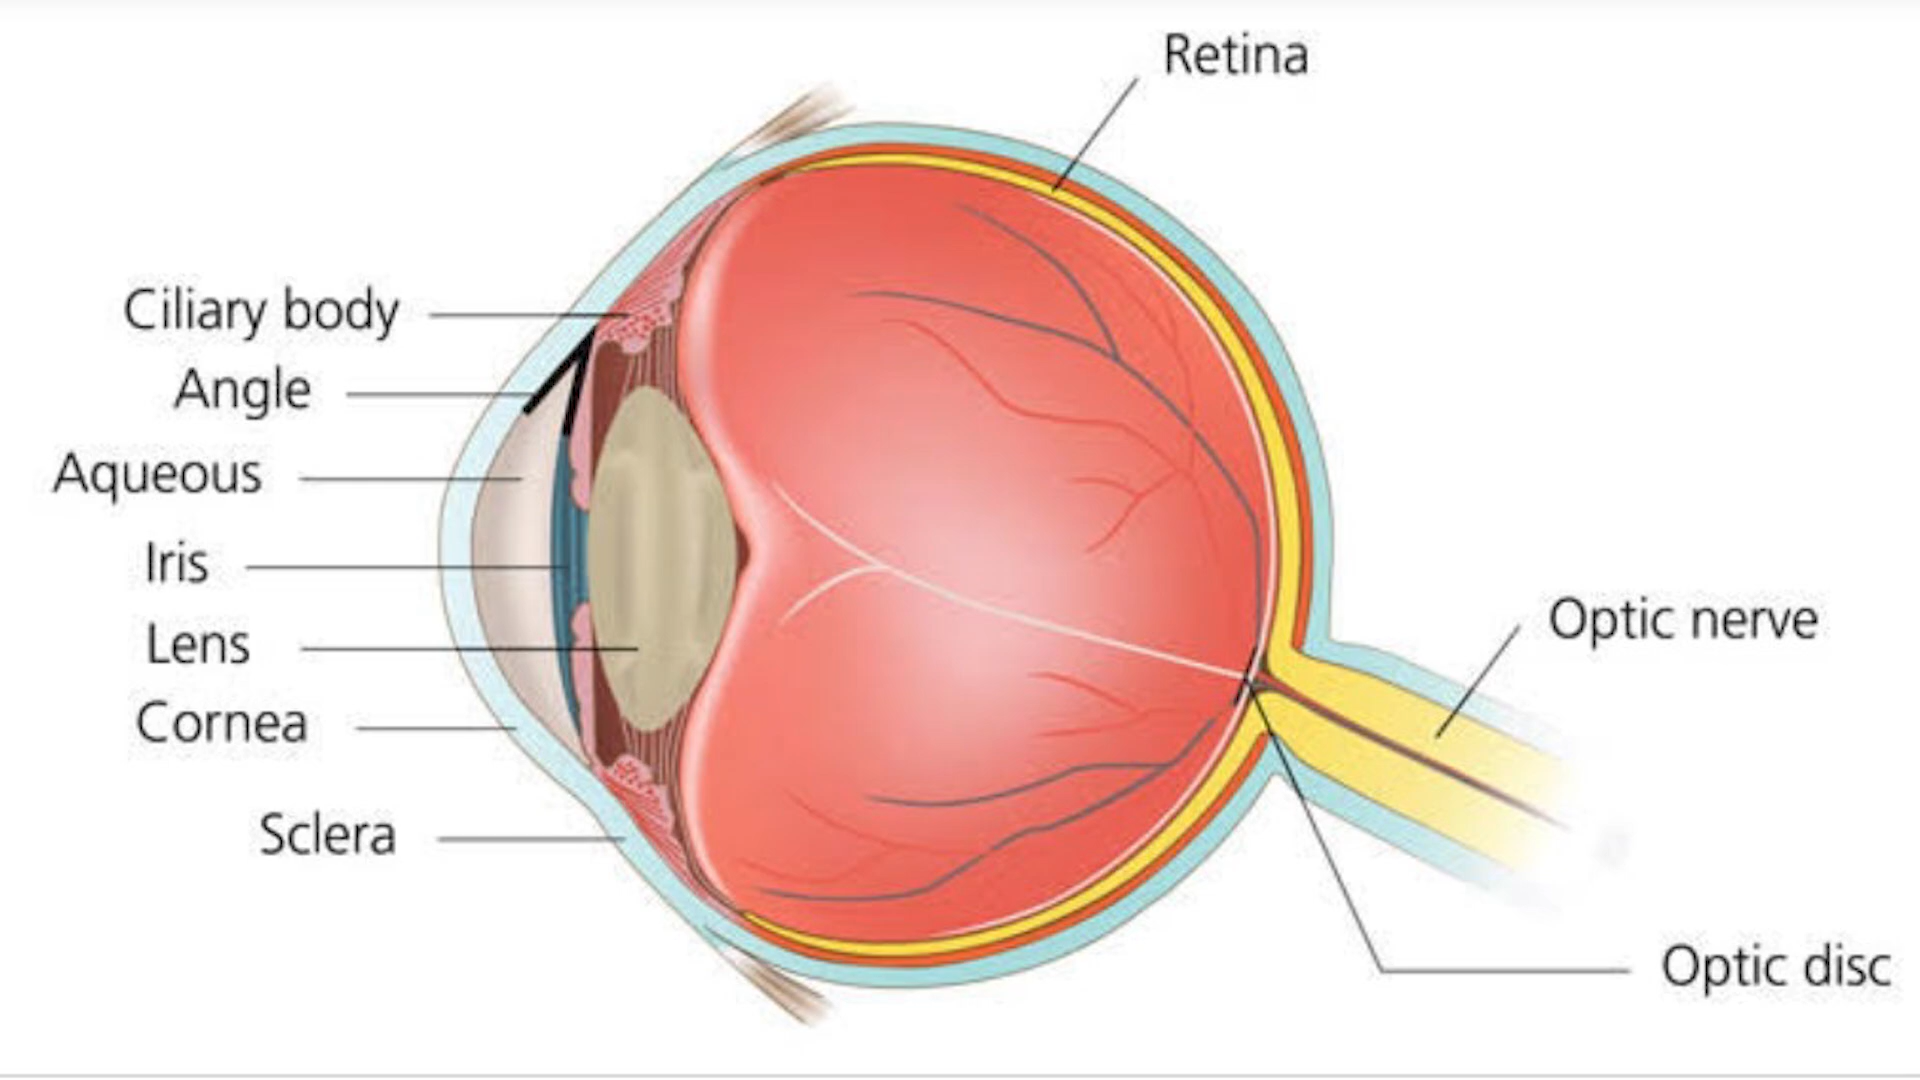 Retina
Ciliary body
Angle
Aqueous
Iris
Lens
Cornea
Sclera
Optic nerve
Optic disc